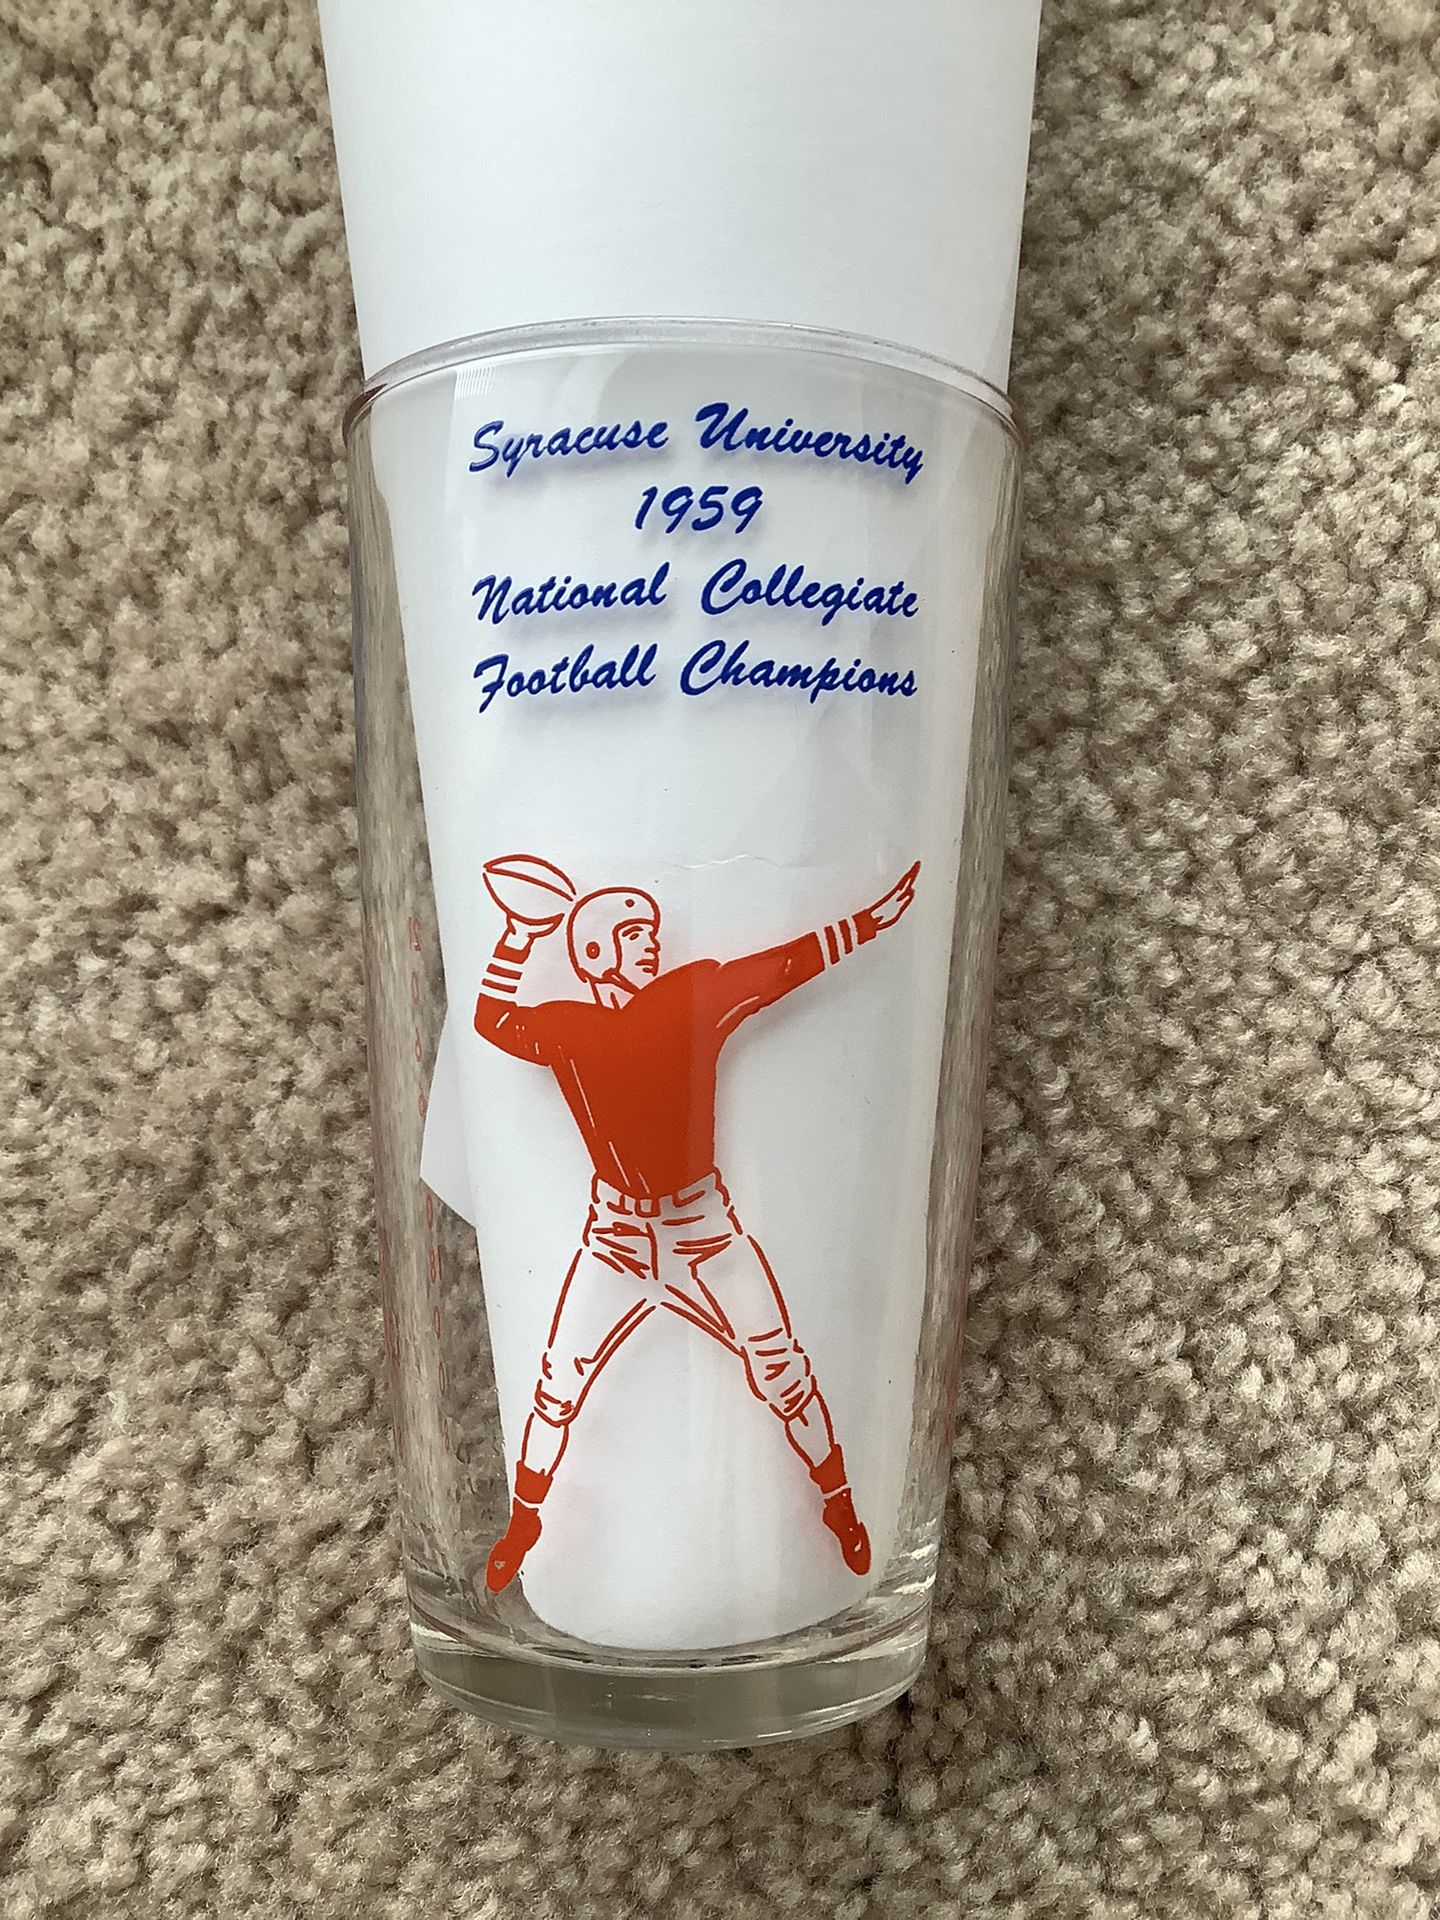 Syracuse University
1959
National Collegiate
Football Champions